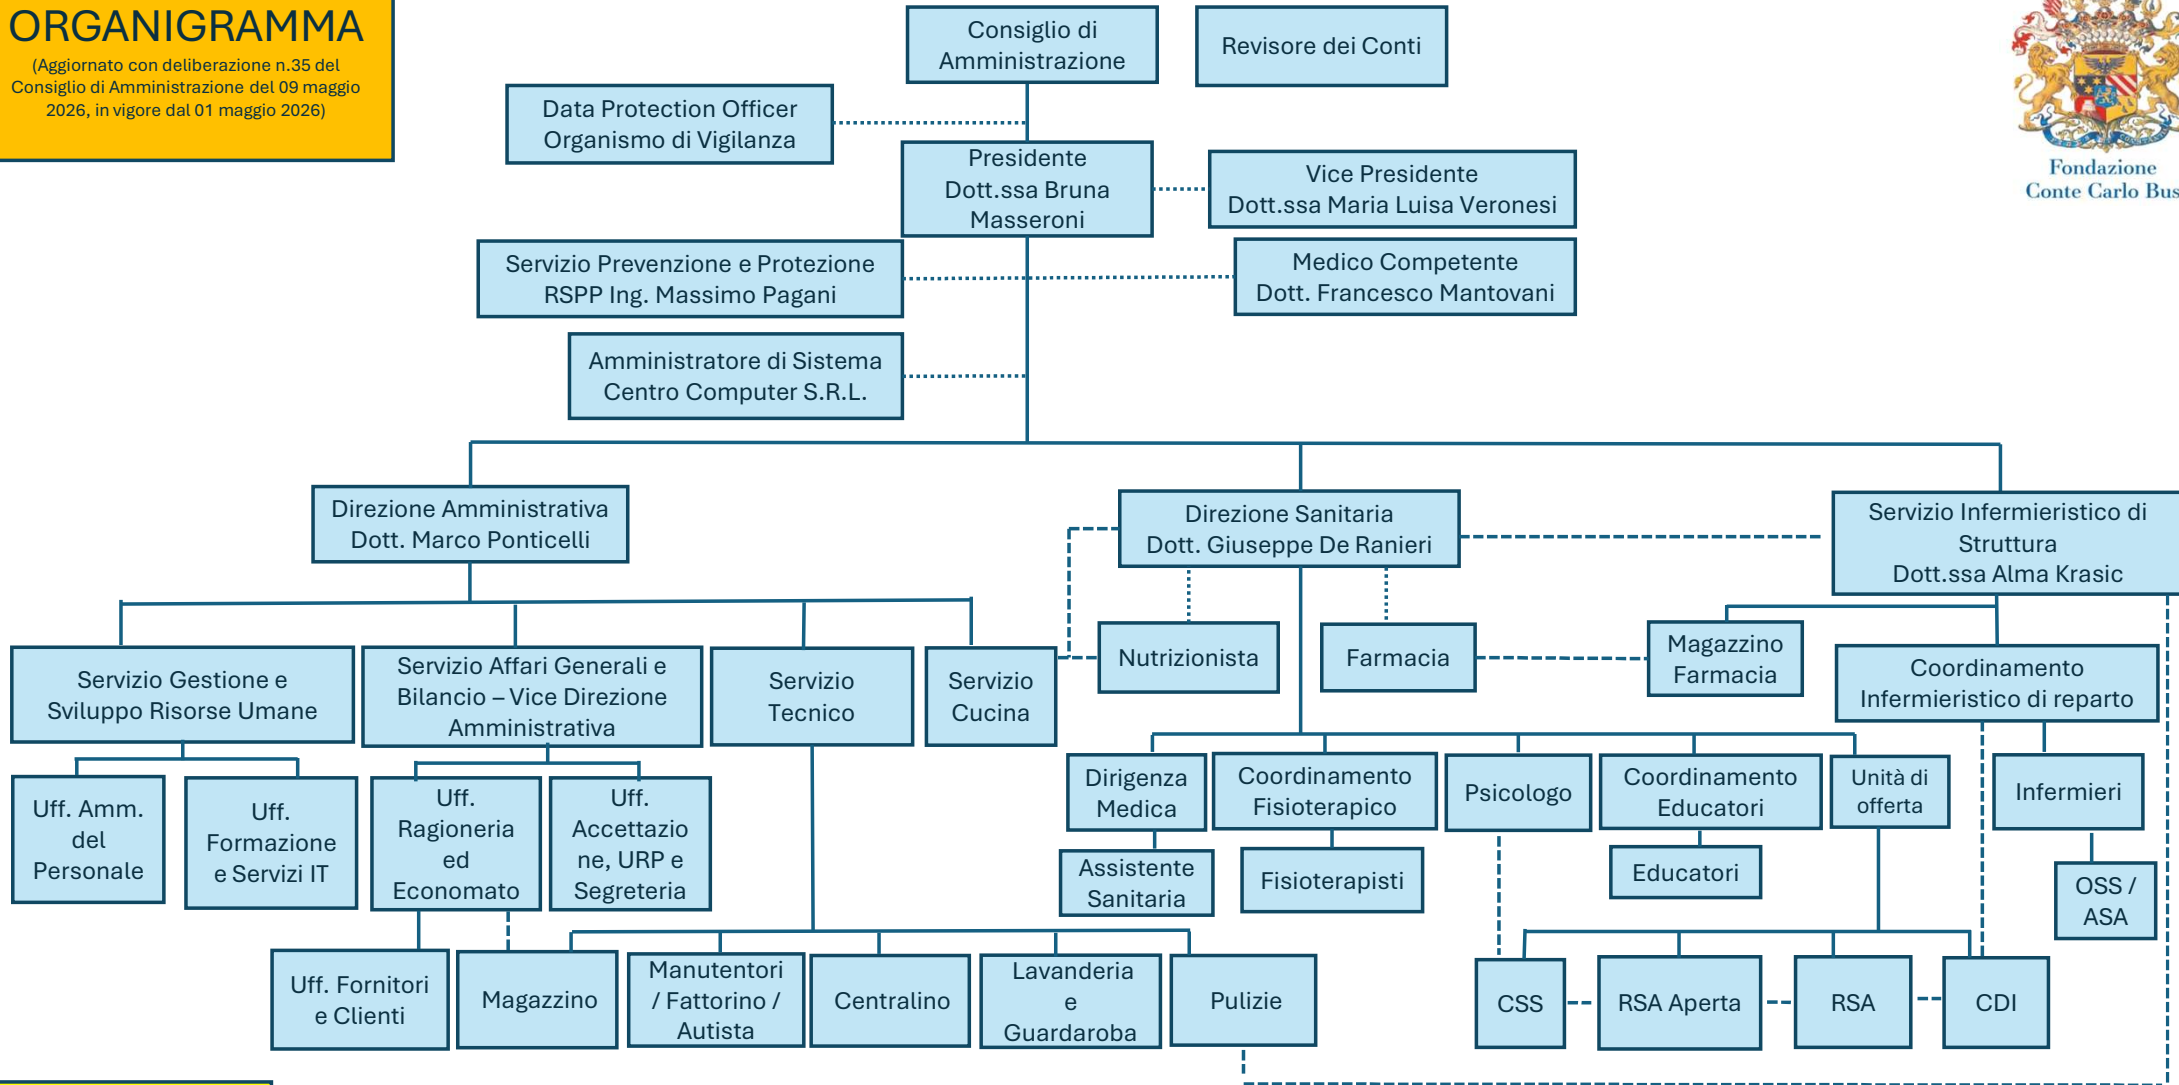 ORGANIGRAMMA
(Aggiornato con deliberazione n.35 del
Consiglio di Amministrazione del 09 maggio
2026, in vigore dal 01 maggio 2026)
Consiglio di
Amministrazione
Revisore dei Conti
Data Protection Officer
Organismo di Vigilanza
Presidente
Dott.ssa Bruna
Masseroni
Vice Presidente
Dott.ssa Maria Luisa Veronesi
Fondazione
Conte Carlo Bus
Servizio Prevenzione e Protezione
RSPP Ing. Massimo Pagani
Medico Competente
Dott. Francesco Mantovani
Amministratore di Sistema
Centro Computer S.R.L.
Direzione Amministrativa
Dott. Marco Ponticelli
Direzione Sanitaria
Dott. Giuseppe De Ranieri
Servizio Infermieristico di
Struttura
Dott.ssa Alma Krasic
Servizio Gestione e
Sviluppo Risorse Umane
Servizio Affari Generali e
Bilancio – Vice Direzione
Amministrativa
Servizio
Tecnico
Servizio
Cucina
Nutrizionista
Farmacia
Magazzino
Farmacia
Coordinamento
Infermieristico di reparto
Uff. Amm.
del
Personale
Uff.
Formazione
e Servizi IT
Uff.
Ragioneria
ed
Economato
Uff.
Accettazio
ne, URP e
Segreteria
Dirigenza
Medica
Coordinamento
Fisioterapico
Psicologo
Coordinamento
Educatori
Unità di
offerta
Infermieri
Assistente
Sanitaria
Fisioterapisti
Educatori
OSS /
ASA
Uff. Fornitori
e Clienti
Magazzino
Manutentori
/ Fattorino /
Autista
Centralino
Lavanderia
e
Guardaroba
Pulizie
CSS
RSA Aperta
RSA
CDI